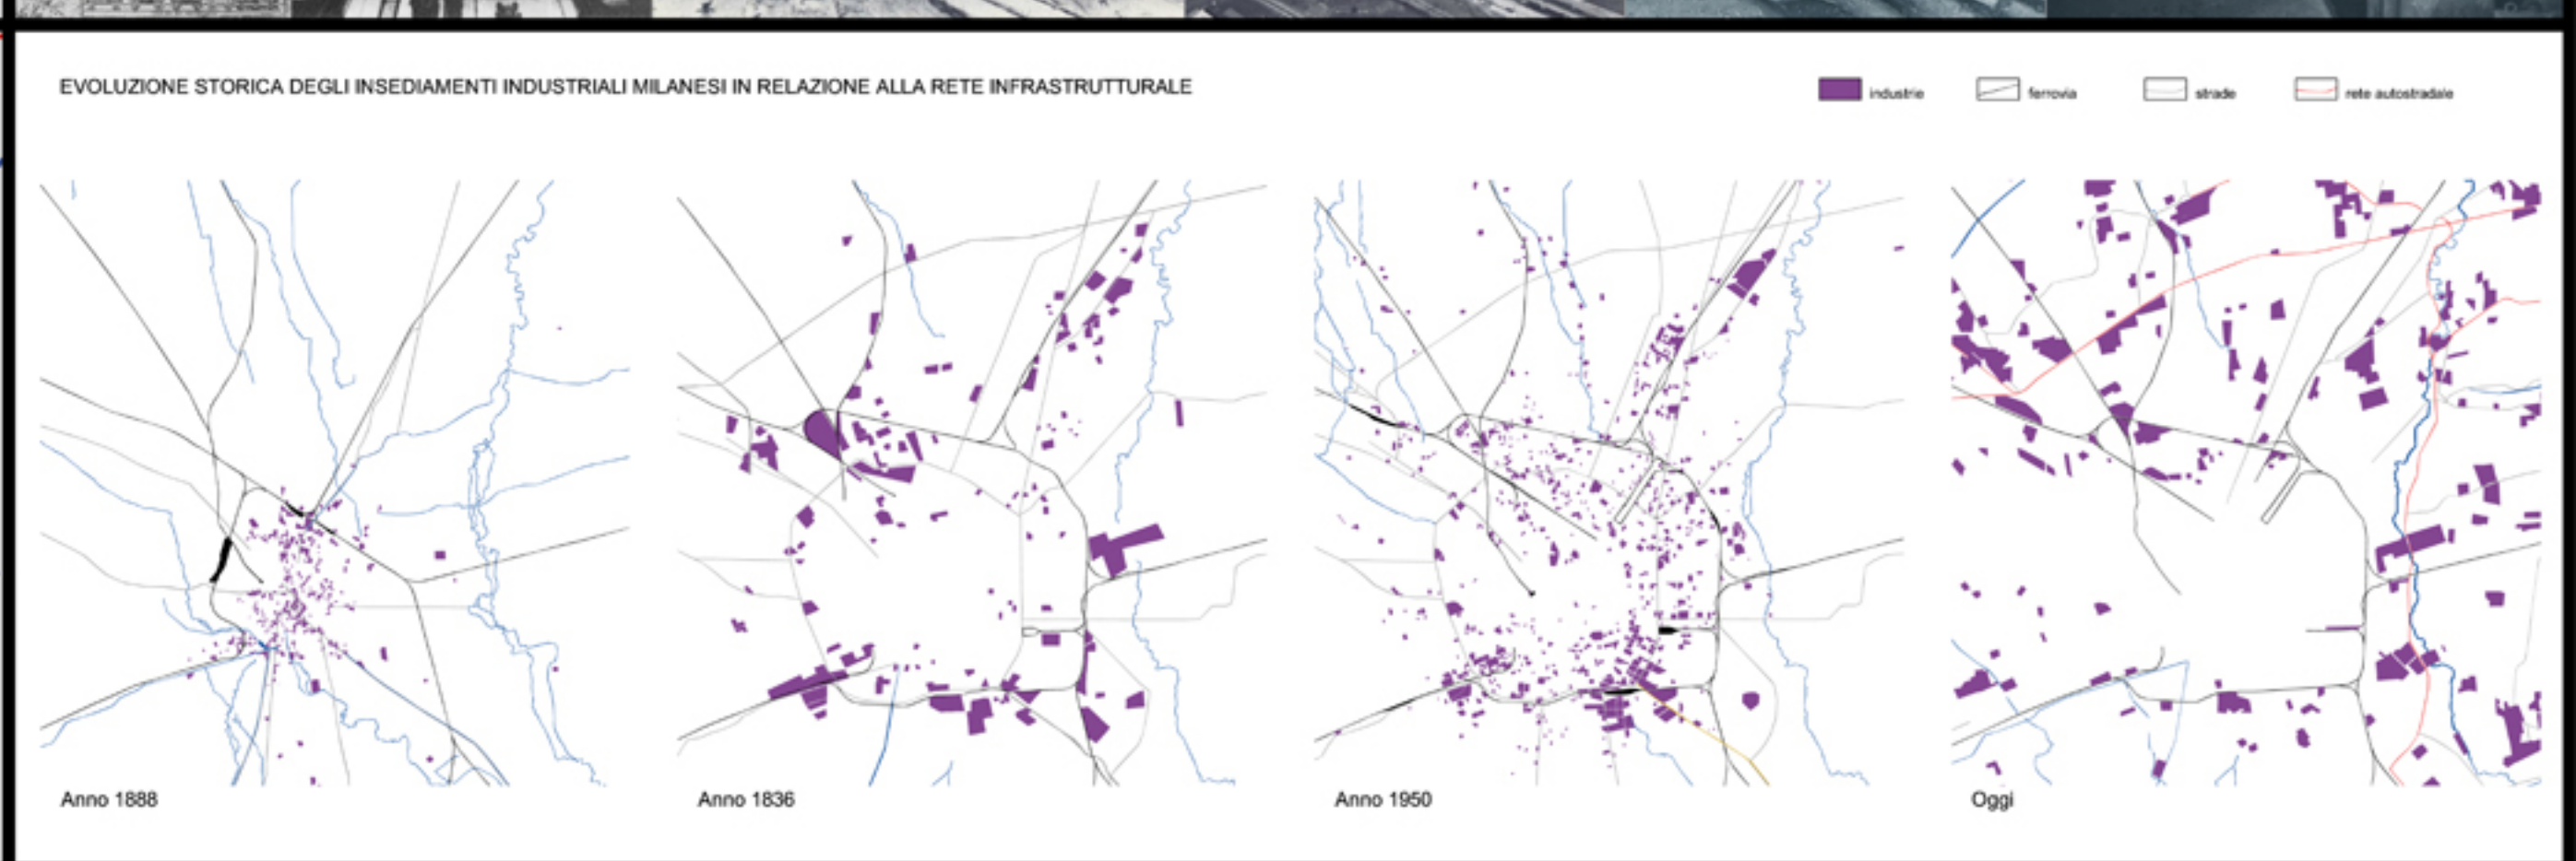 EVOLUZIONE STORICA DEGLI INSEDIAMENTI INDUSTRIALI MILANESI IN RELAZIONE ALLA RETE INFRASTRUTTURALE
industrie
ferrovia
strade
rete autostradale
Anno 1888
Anno 1836
Anno 1950
Oggi